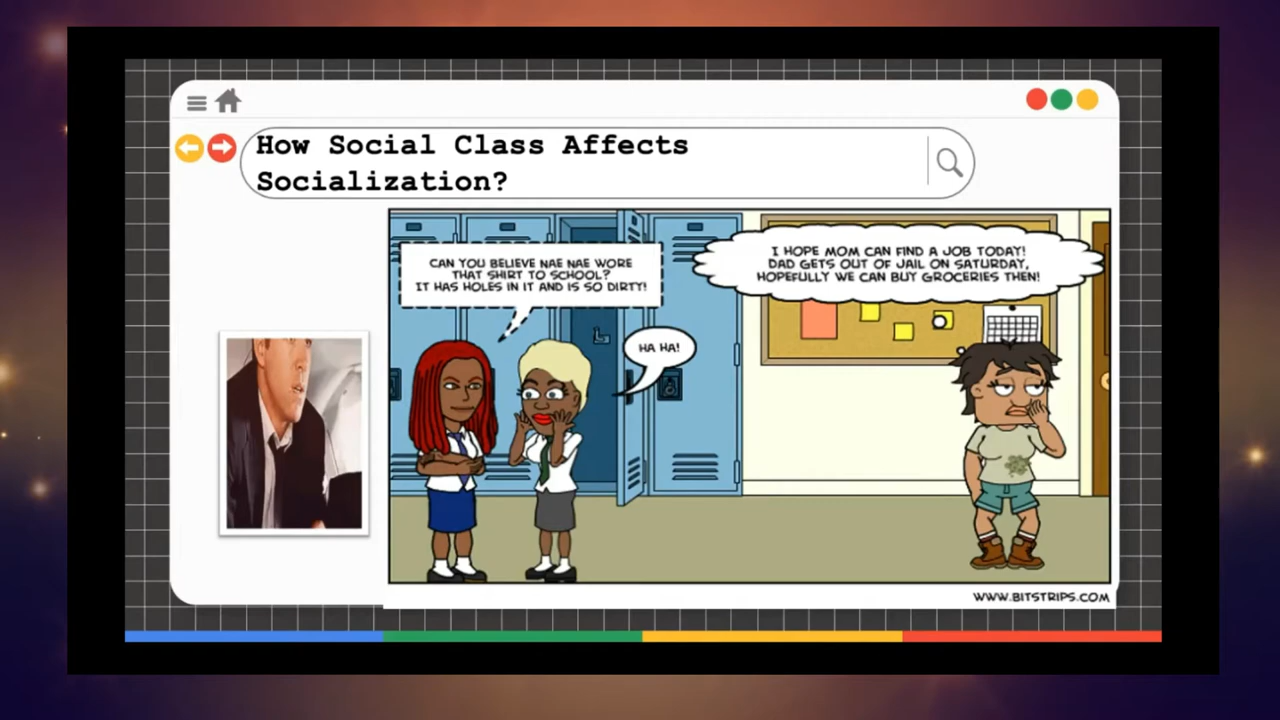 How Social Class Affects
Socialization?
CAN YOU BELIEVE NAE NAE WORE
THAT SHIRT TO SCHOOL?
IT HAS HOLES IN IT AND IS SO DIRTY!
I HOPE MOM CAN FIND A JOB TODAY!
DAD GETS OUT OF JAIL ON SATURDAY,
HOPEFULLY WE CAN BUY GROCERIES THEN!
HA HA!
WWW.BITSTRIPS.COM